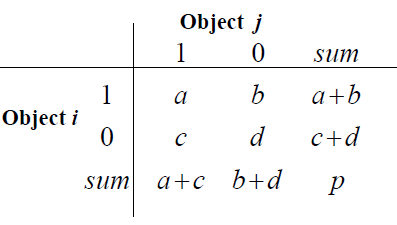 Object j
1 0 sum
1 a b a+b
Object i
0 c d c+d
sum a+c b+d p